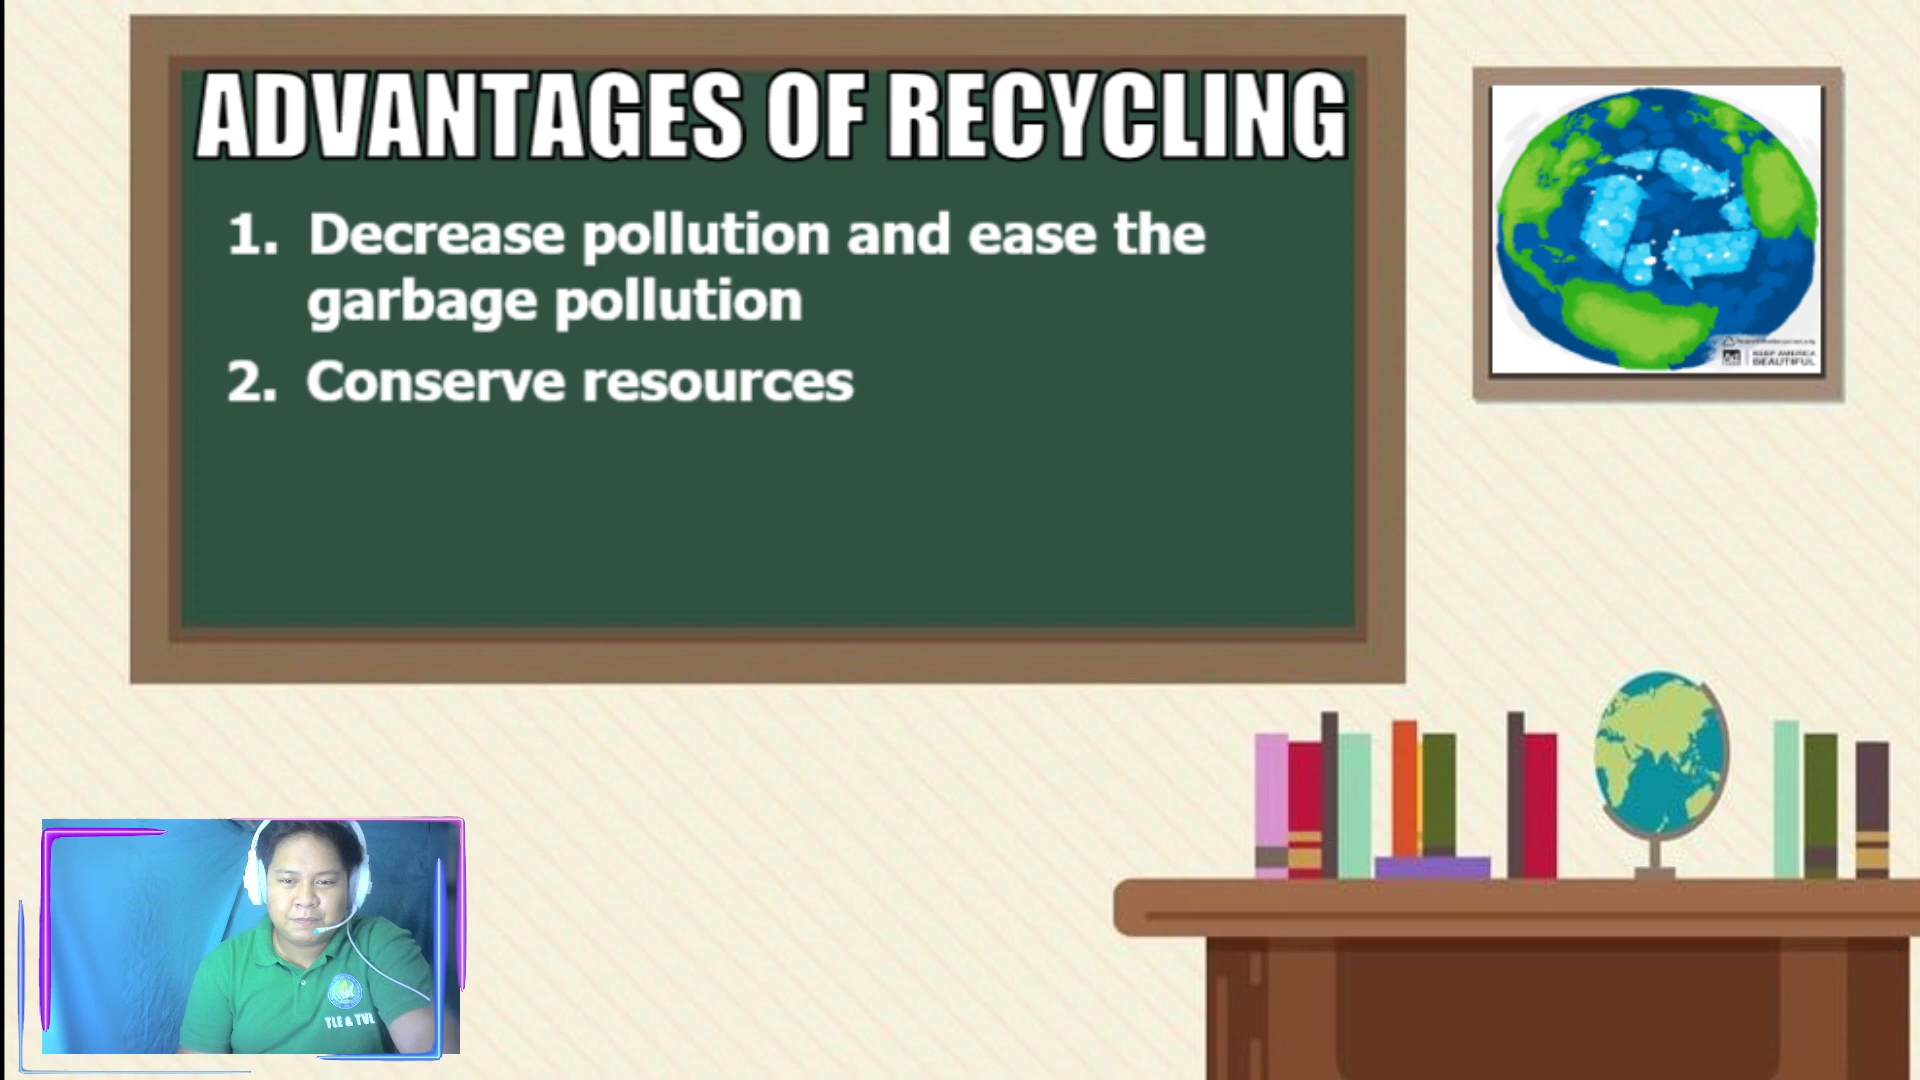 ADVANTAGES OF RECYCLING
1. Decrease pollution and ease the
garbage pollution
2. Conserve resources
KEEP AMERICA
BEAUTIFUL
TLE & TVL